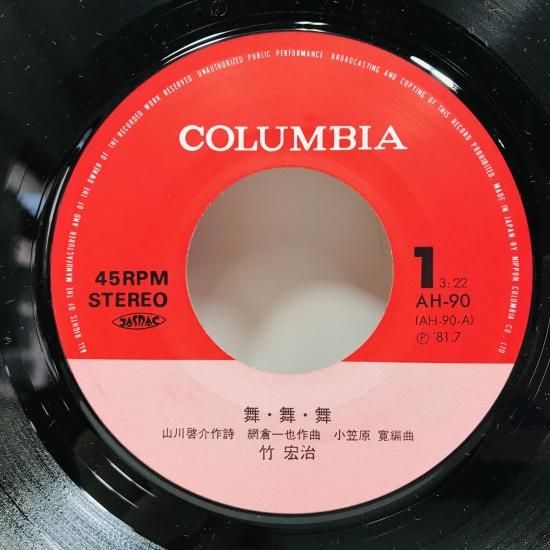 ALL RIGHTS OF THE MANUFACTURER AND OF THE OWNER OF THE RECORDED WORK RESERVED UNAUTHORIZED PUBLIC PERFORMANCE BROADCASTING AND COPYING OF THIS RECORD PROHIBITED MADE IN JAPAN BY NIPPON COLUMBIA CO. LTD
COLUMBIA
45RPM
STEREO
JASRAC
1 3:22
AH-90
(AH-90-A)
Ⓟ '81.7
舞・舞・舞
山川啓介作詩 網倉一也作曲 小笠原 寛編曲
竹 宏治